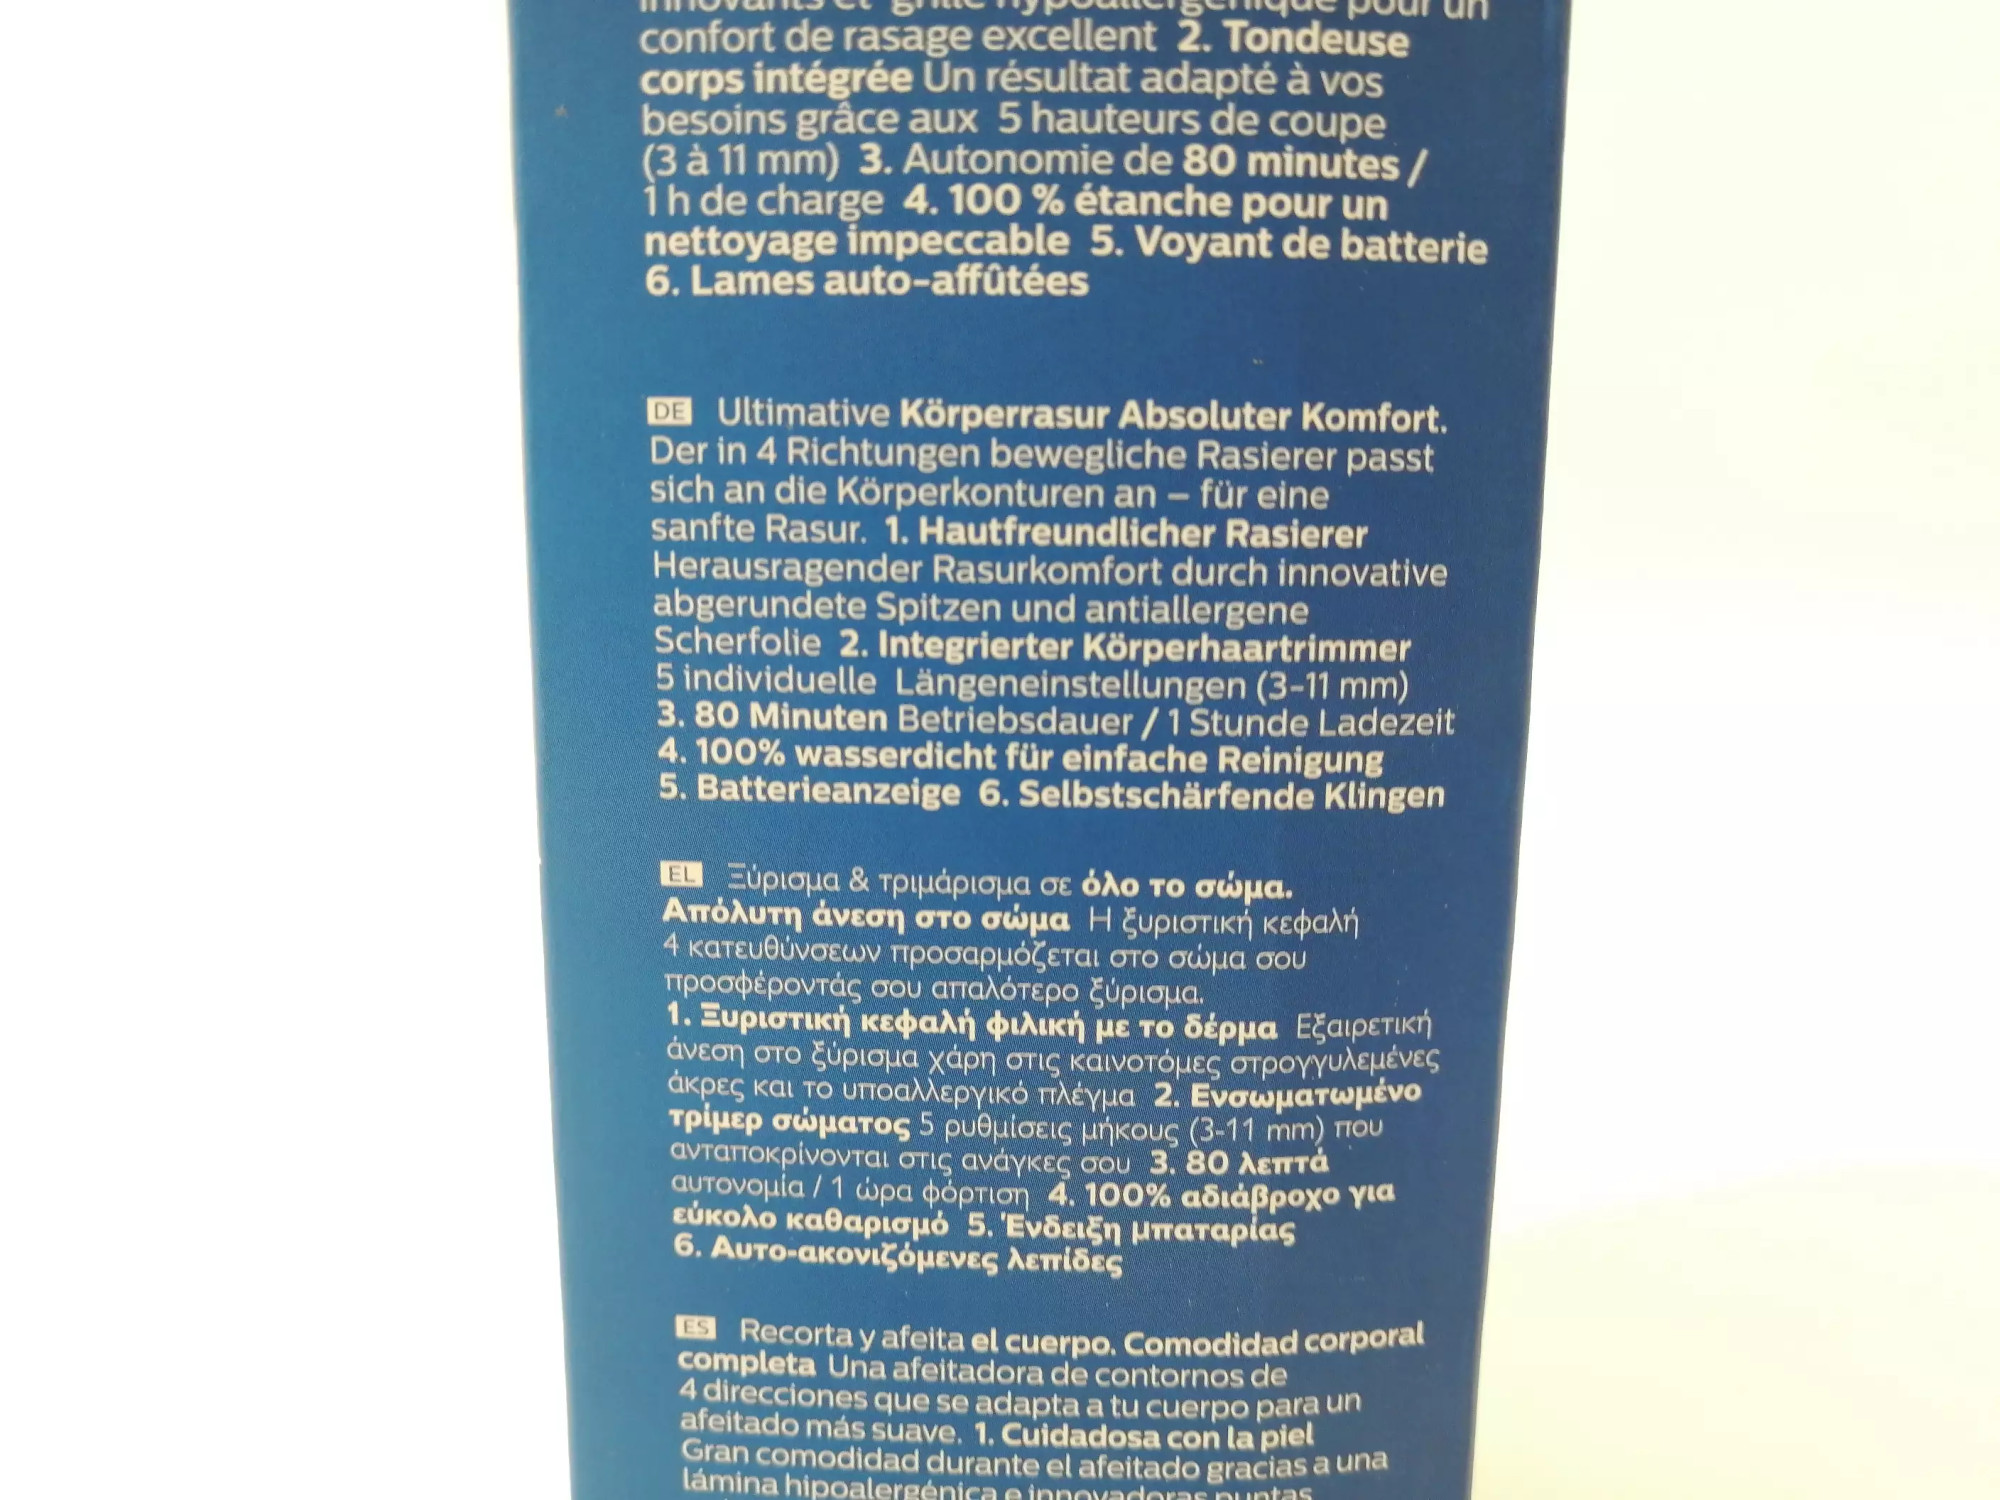 innovants et grille hypoallergénique pour un
confort de rasage excellent 2. Tondeuse
corps intégrée Un résultat adapté à vos
besoins grâce aux 5 hauteurs de coupe
(3 à 11 mm) 3. Autonomie de 80 minutes /
1 h de charge 4. 100 % étanche pour un
nettoyage impeccable 5. Voyant de batterie
6. Lames auto-affûtées
DE Ultimative Körperrasur Absoluter Komfort.
Der in 4 Richtungen bewegliche Rasierer passt
sich an die Körperkonturen an – für eine
sanfte Rasur. 1. Hautfreundlicher Rasierer
Herausragender Rasurkomfort durch innovative
abgerundete Spitzen und antiallergene
Scherfolie 2. Integrierter Körperhaartrimmer
5 individuelle Längeneinstellungen (3-11 mm)
3. 80 Minuten Betriebsdauer / 1 Stunde Ladezeit
4. 100% wasserdicht für einfache Reinigung
5. Batterieanzeige 6. Selbstschärfende Klingen
EL Ξύρισμα & τριμάρισμα σε όλο το σώμα.
Απόλυτη άνεση στο σώμα Η ξυριστική κεφαλή
4 κατευθύνσεων προσαρμόζεται στο σώμα σου
προσφέροντάς σου απαλότερο ξύρισμα.
1. Ξυριστική κεφαλή φιλική με το δέρμα Εξαιρετική
άνεση στο ξύρισμα χάρη στις καινοτόμες στρογγυλεμένες
άκρες και το υποαλλεργικό πλέγμα 2. Ενσωματωμένο
τρίμερ σώματος 5 ρυθμίσεις μήκους (3-11 mm) που
ανταποκρίνονται στις ανάγκες σου 3. 80 λεπτά
αυτονομία / 1 ώρα φόρτιση 4. 100% αδιάβροχο για
εύκολο καθαρισμό 5. Ένδειξη μπαταρίας
6. Αυτο-ακονιζόμενες λεπίδες
ES Recorta y afeita el cuerpo. Comodidad corporal
completa Una afeitadora de contornos de
4 direcciones que se adapta a tu cuerpo para un
afeitado más suave. 1. Cuidadosa con la piel
Gran comodidad durante el afeitado gracias a una
lámina hipoalergénica e innovadoras puntas